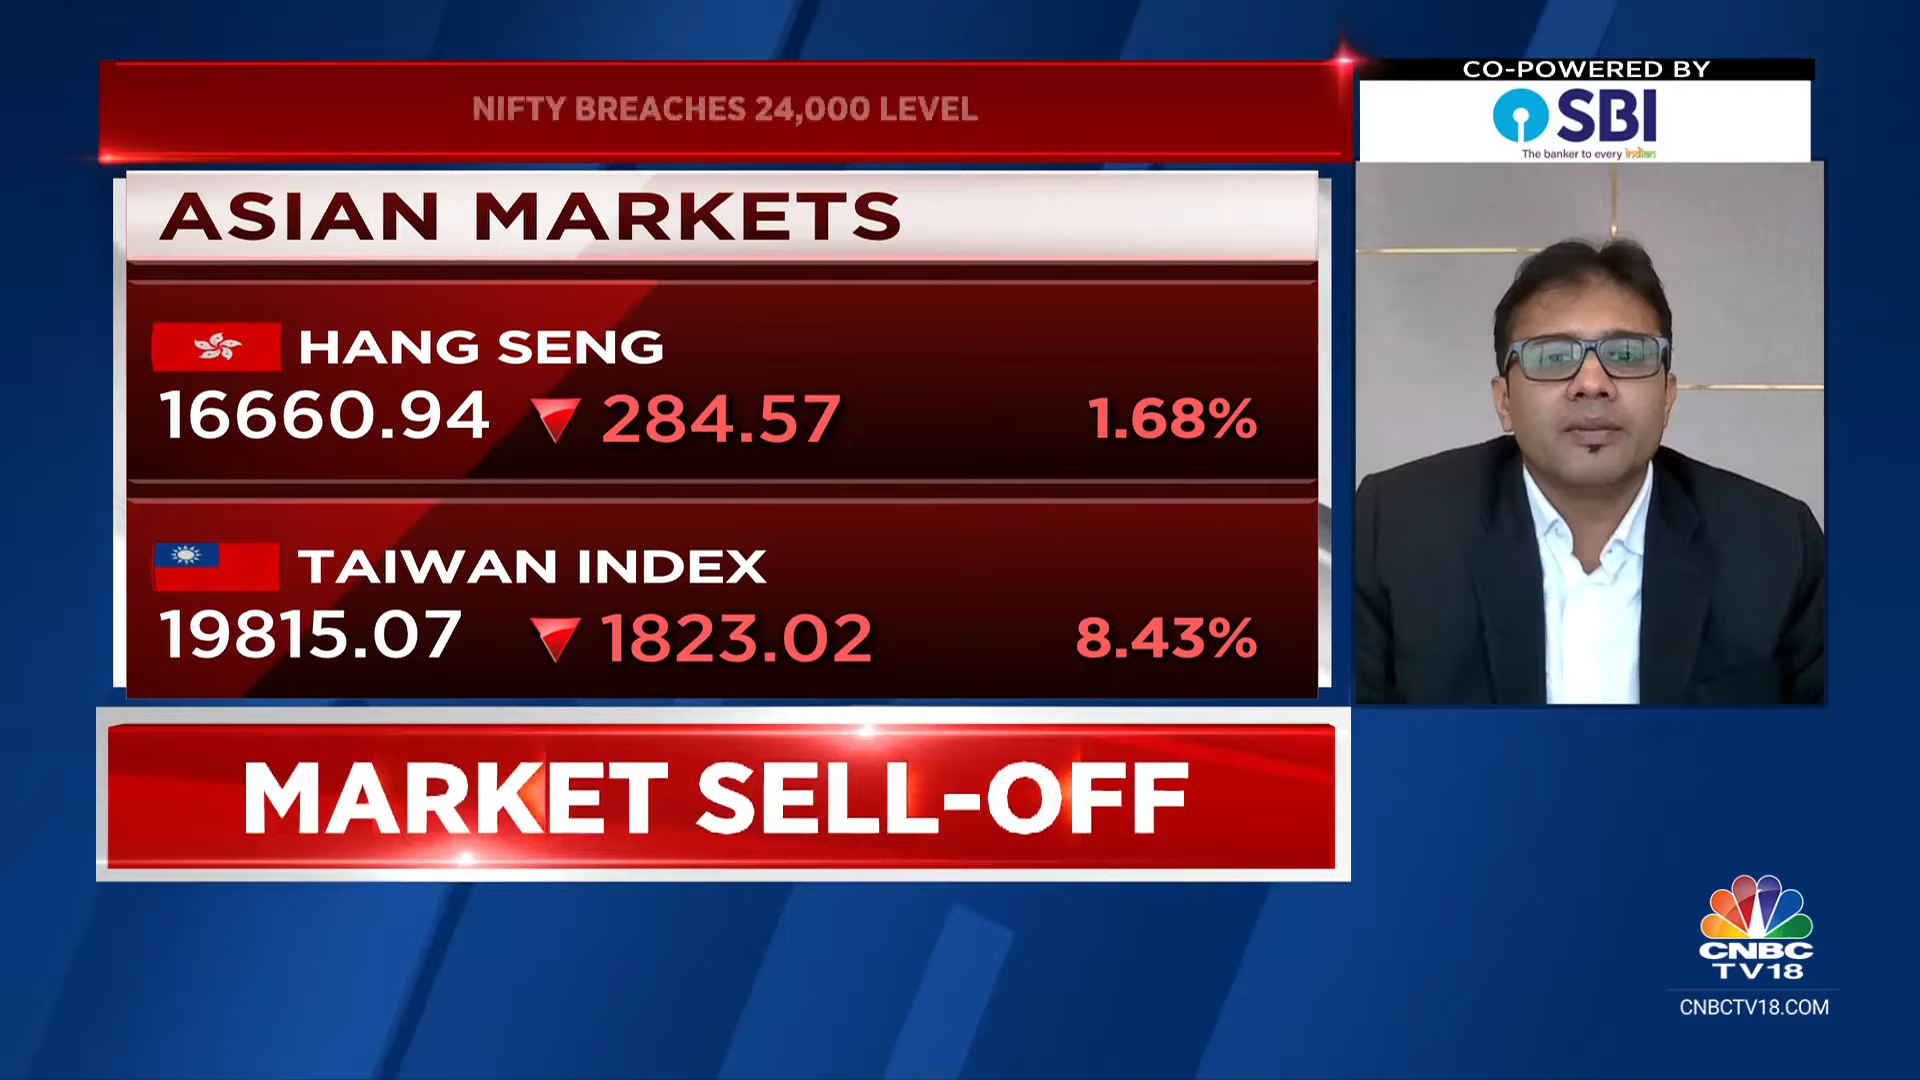 NIFTY BREACHES 24,000 LEVEL
CO-POWERED BY
SBI
The banker to every indian
ASIAN MARKETS
HANG SENG
16660.94 ▼ 284.57 1.68%
TAIWAN INDEX
19815.07 ▼ 1823.02 8.43%
MARKET SELL-OFF
CNBC
TV18
CNBCTV18.COM